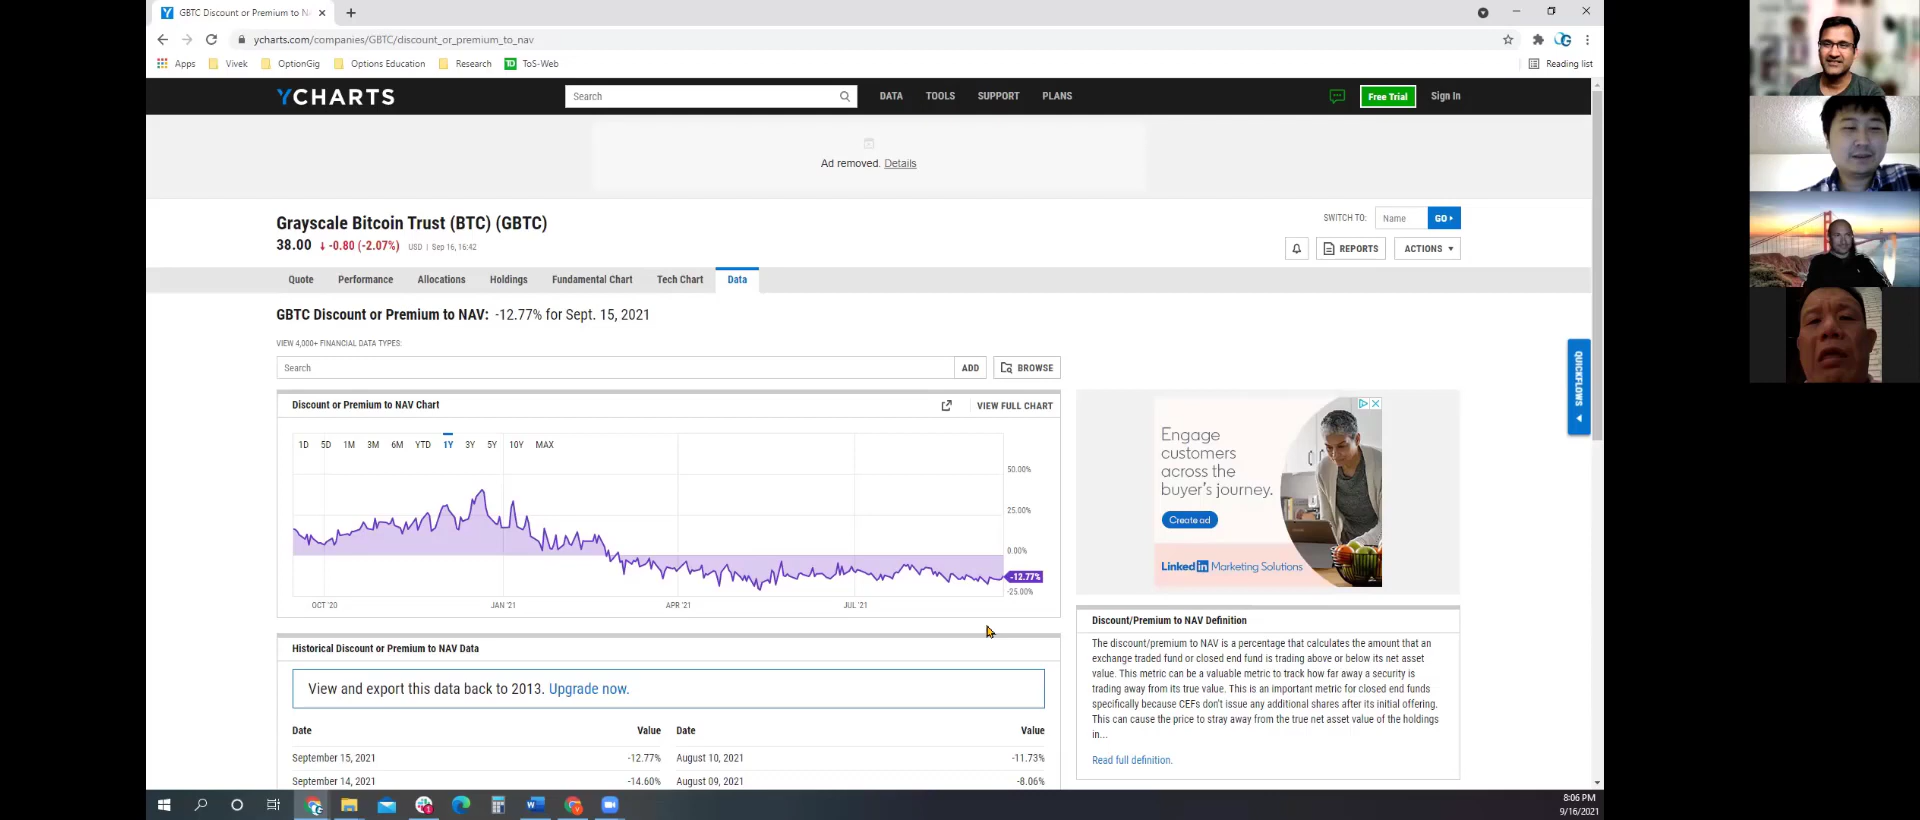 GBTC Discount or Premium to N
ycharts.com/companies/GBTC/discount_or_premium_to_nav
Apps Vivek OptionGig Options Education Research TD ToS-Web Reading list
YCHARTS Search DATA TOOLS SUPPORT PLANS Free Trial Sign In
Ad removed. Details
Grayscale Bitcoin Trust (BTC) (GBTC)
SWITCH TO: Name GO
38.00 -0.80 (-2.07%) USD | Sep 16, 16:42
REPORTS ACTIONS
Quote Performance Allocations Holdings Fundamental Chart Tech Chart Data
GBTC Discount or Premium to NAV: -12.77% for Sept. 15, 2021
VIEW 4,000+ FINANCIAL DATA TYPES:
Search ADD BROWSE
QUICKFLOWS
Discount or Premium to NAV Chart VIEW FULL CHART
1D 5D 1M 3M 6M YTD 1Y 3Y 5Y 10Y MAX
50.00%
25.00%
0.00%
-12.77%
-25.00%
OCT '20 JAN '21 APR '21 JUL '21
Engage
customers
across the
buyer's journey.
Create ad
Linked in Marketing Solutions
Historical Discount or Premium to NAV Data
View and export this data back to 2013. Upgrade now.
Date Value Date Value
September 15, 2021 -12.77% August 10, 2021 -11.73%
September 14, 2021 -14.60% August 09, 2021 -8.06%
Discount/Premium to NAV Definition
The discount/premium to NAV is a percentage that calculates the amount that an
exchange traded fund or closed end fund is trading above or below its net asset
value. This metric can be a valuable metric to track how far away a security is
trading away from its true value. This is an important metric for closed end funds
specifically because CEFs don't issue any additional shares after its initial offering.
This can cause the price to stray away from the true net asset value of the holdings
in...
Read full definition.
8:06 PM
9/16/2021